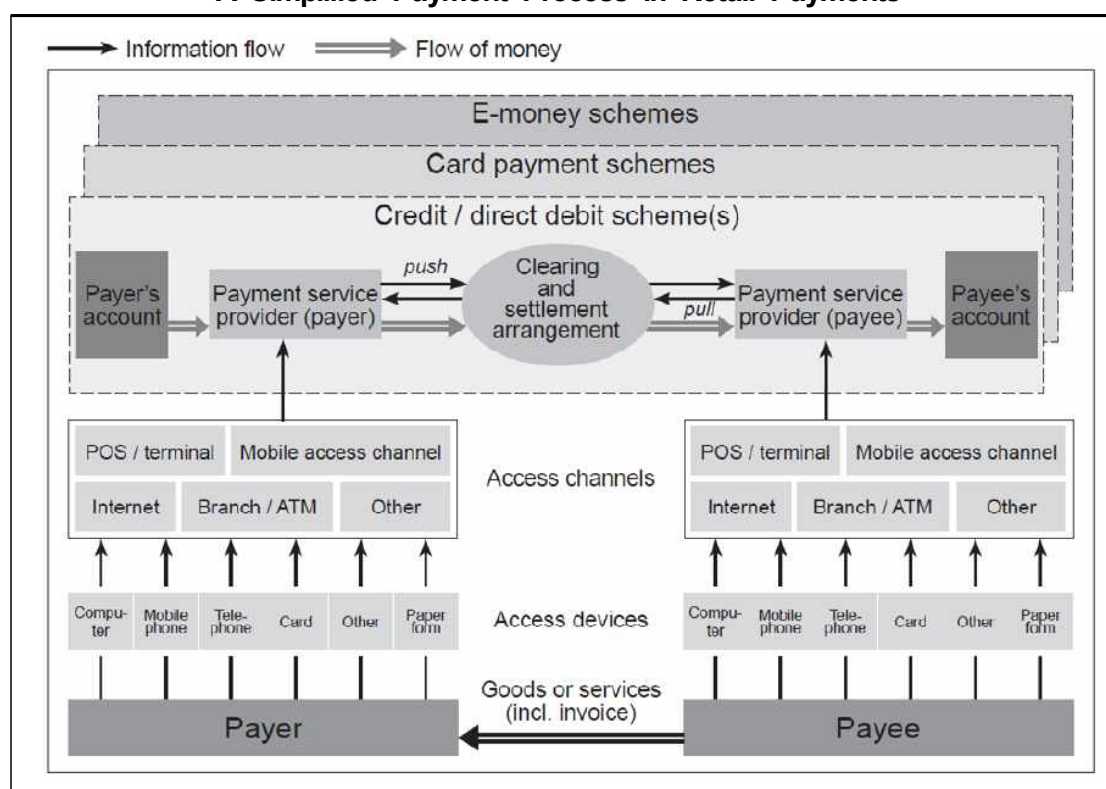 A Simplified Payment Process in Retail Payments
Information flow
Flow of money
E-money schemes
Card payment schemes
Credit / direct debit scheme(s)
Payer's
account
Payment service
provider (payer)
push
Clearing
and
settlement
arrangement
pull
Payment service
provider (payee)
Payee's
account
POS / terminal
Mobile access channel
Internet
Branch / ATM
Other
Access channels
POS / terminal
Mobile access channel
Internet
Branch / ATM
Other
Compu-
ter
Mobile
phone
Tele-
phone
Card
Other
Paper
form
Access devices
Compu-
ter
Mobile
phone
Tele-
phone
Card
Other
Paper
form
Goods or services
(incl. invoice)
Payer
Payee